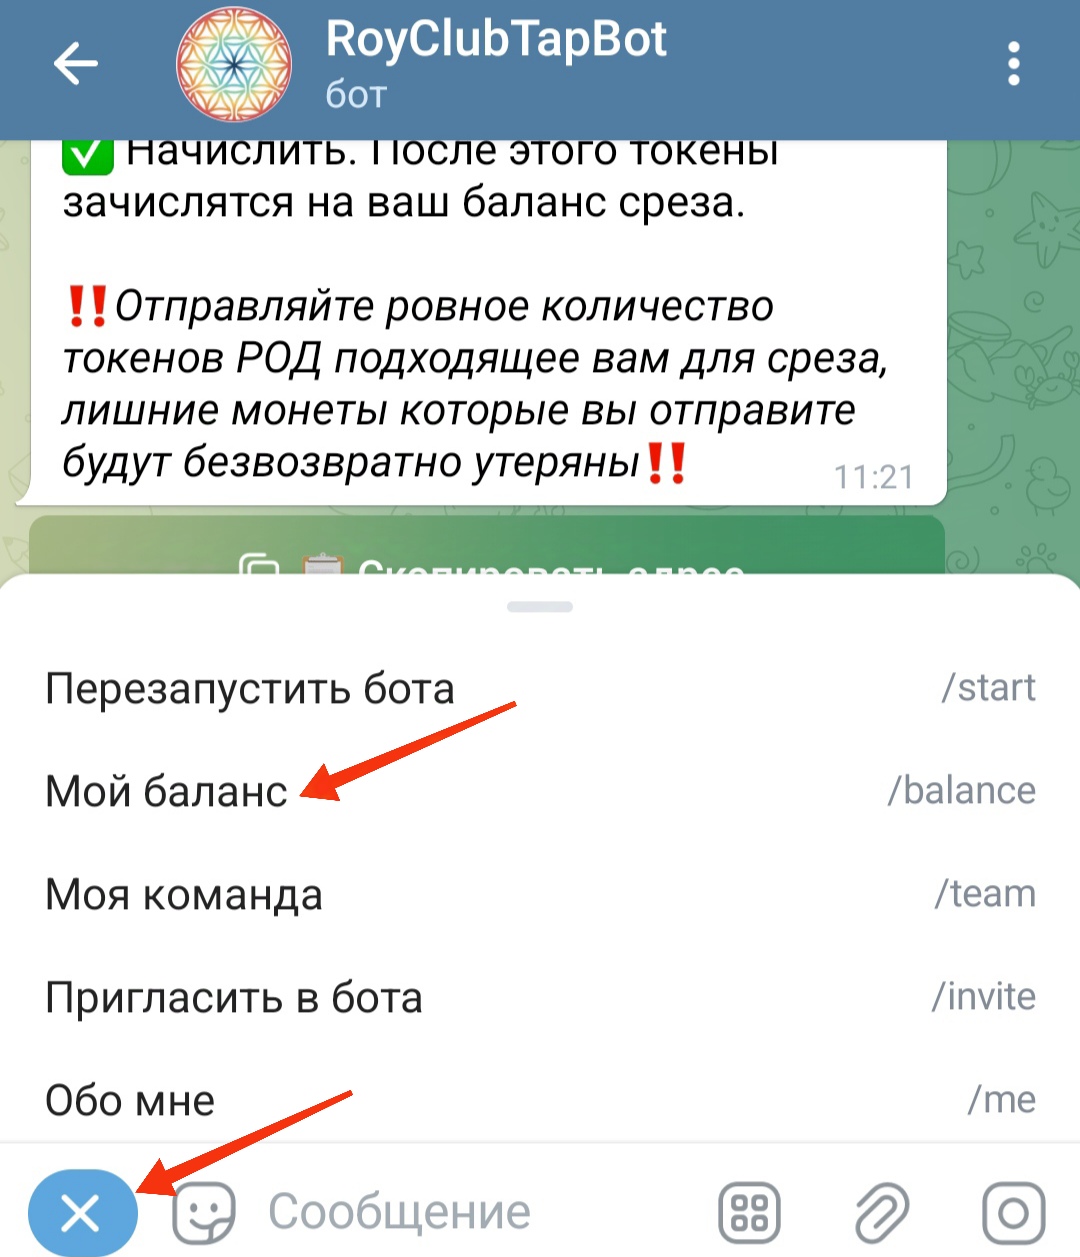 RoyClubTapBot
бот
✅ Начислить. После этого токены
зачислятся на ваш баланс среза.
‼️Отправляйте ровное количество
токенов РОД подходящее вам для среза,
лишние монеты которые вы отправите
будут безвозвратно утеряны‼️
11:21
📋 Скопировать адрес
Перезапустить бота /start
Мой баланс /balance
Моя команда /team
Пригласить в бота /invite
Обо мне /me
Сообщение